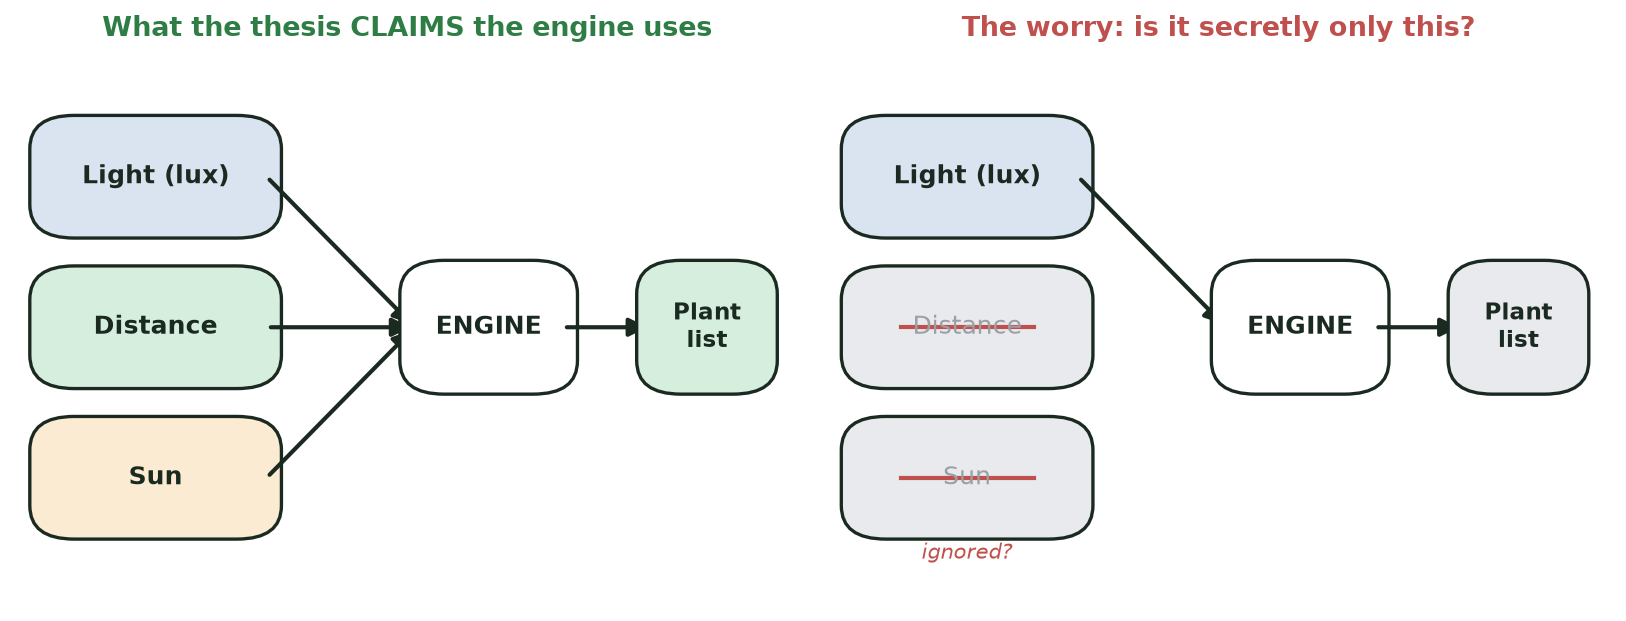 What the thesis CLAIMS the engine uses
Light (lux)
Distance
Sun
ENGINE
Plant
list
The worry: is it secretly only this?
Light (lux)
Distance
Sun
ignored?
ENGINE
Plant
list